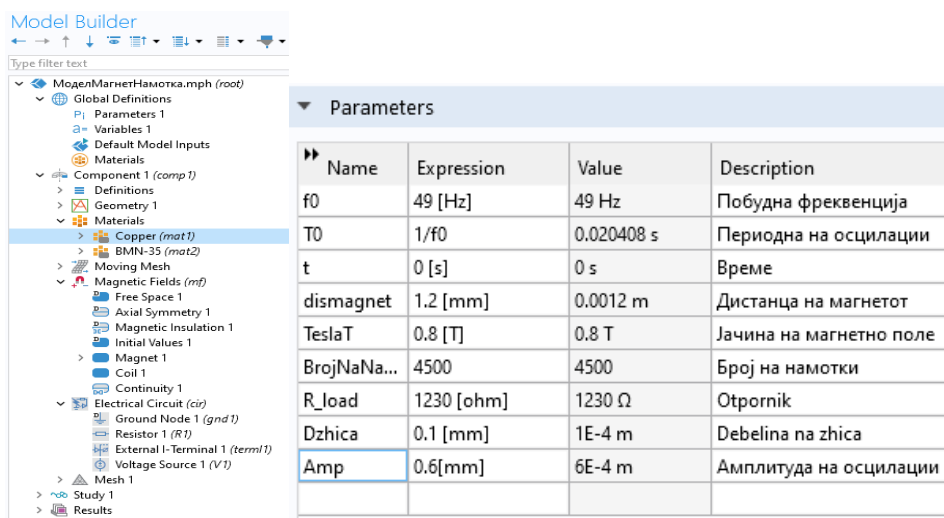 Model Builder
Type filter text
МоделМагнетНамотка.mph (root)
Global Definitions
Pi Parameters 1
a= Variables 1
Default Model Inputs
Materials
Component 1 (comp1)
Definitions
Geometry 1
Materials
Copper (mat1)
BMN-35 (mat2)
Moving Mesh
Magnetic Fields (mf)
Free Space 1
Axial Symmetry 1
Magnetic Insulation 1
Initial Values 1
Magnet 1
Coil 1
Continuity 1
Electrical Circuit (cir)
Ground Node 1 (gnd1)
Resistor 1 (R1)
External I-Terminal 1 (termI1)
Voltage Source 1 (V1)
Mesh 1
Study 1
Results
Parameters
Name Expression Value Description
f0 49 [Hz] 49 Hz Побудна фреквенција
T0 1/f0 0.020408 s Периодна на осцилации
t 0 [s] 0 s Време
dismagnet 1.2 [mm] 0.0012 m Дистанца на магнетот
TeslaT 0.8 [T] 0.8 T Јачина на магнетно поле
BrojNaNa... 4500 4500 Број на намотки
R_load 1230 [ohm] 1230 Ω Otpornik
Dzhica 0.1 [mm] 1E-4 m Debelina na zhica
Amp 0.6[mm] 6E-4 m Амплитуда на осцилации